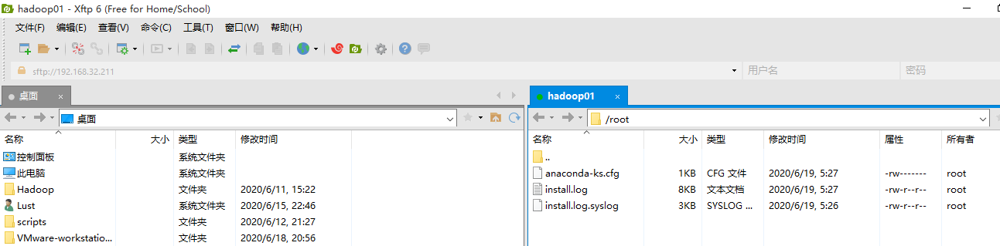 hadoop01 - Xftp 6 (Free for Home/School)
文件(F) 编辑(E) 查看(V) 命令(C) 工具(T) 窗口(W) 帮助(H)
sftp://192.168.32.211 用户名 密码
桌面 × hadoop01 ×
桌面 /root
名称 大小 类型 修改时间 名称 大小 类型 修改时间 属性 所有者
控制面板 系统文件夹 ..
此电脑 系统文件夹 anaconda-ks.cfg 1KB CFG 文件 2020/6/19, 5:27 -rw------- root
Hadoop 文件夹 2020/6/11, 15:22 install.log 8KB 文本文档 2020/6/19, 5:27 -rw-r--r-- root
Lust 系统文件夹 2020/6/15, 22:46 install.log.syslog 3KB SYSLOG ... 2020/6/19, 5:26 -rw-r--r-- root
scripts 文件夹 2020/6/12, 21:27
VMware-workstatio... 文件夹 2020/6/18, 20:56